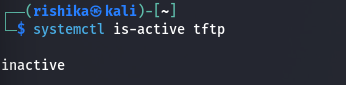 ┌──(rishika㉿kali)-[~]
└─$ systemctl is-active tftp
inactive